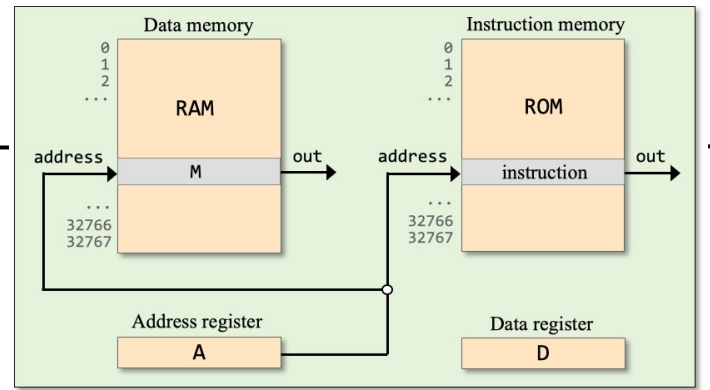 Data memory
0
1
2
...
RAM
address
M
out
...
32766
32767
Instruction memory
0
1
2
...
ROM
address
instruction
out
...
32766
32767
Address register
A
Data register
D